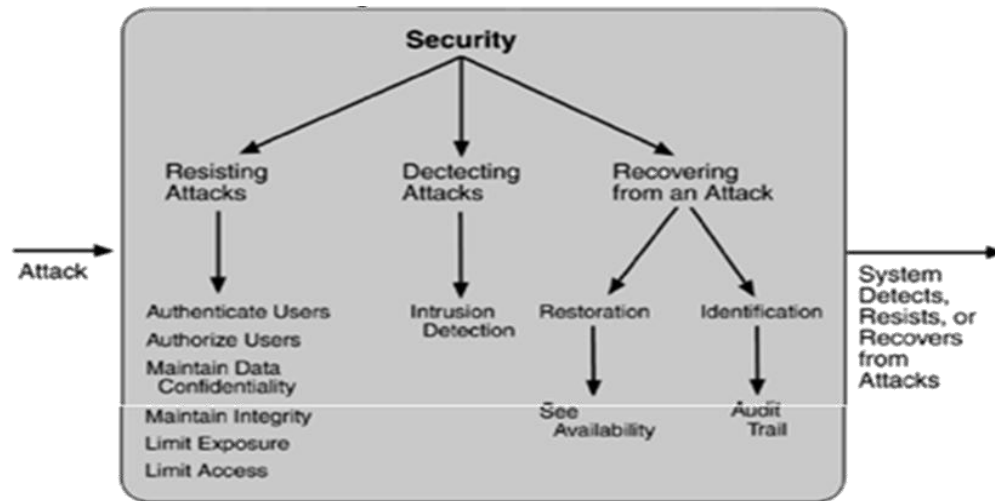 Security
Resisting
Attacks
Dectecting
Attacks
Recovering
from an Attack
Attack
Authenticate Users
Authorize Users
Maintain Data
Confidentiality
Maintain Integrity
Limit Exposure
Limit Access
Intrusion
Detection
Restoration
See
Availability
Identification
Audit
Trail
System
Detects,
Resists, or
Recovers
from
Attacks